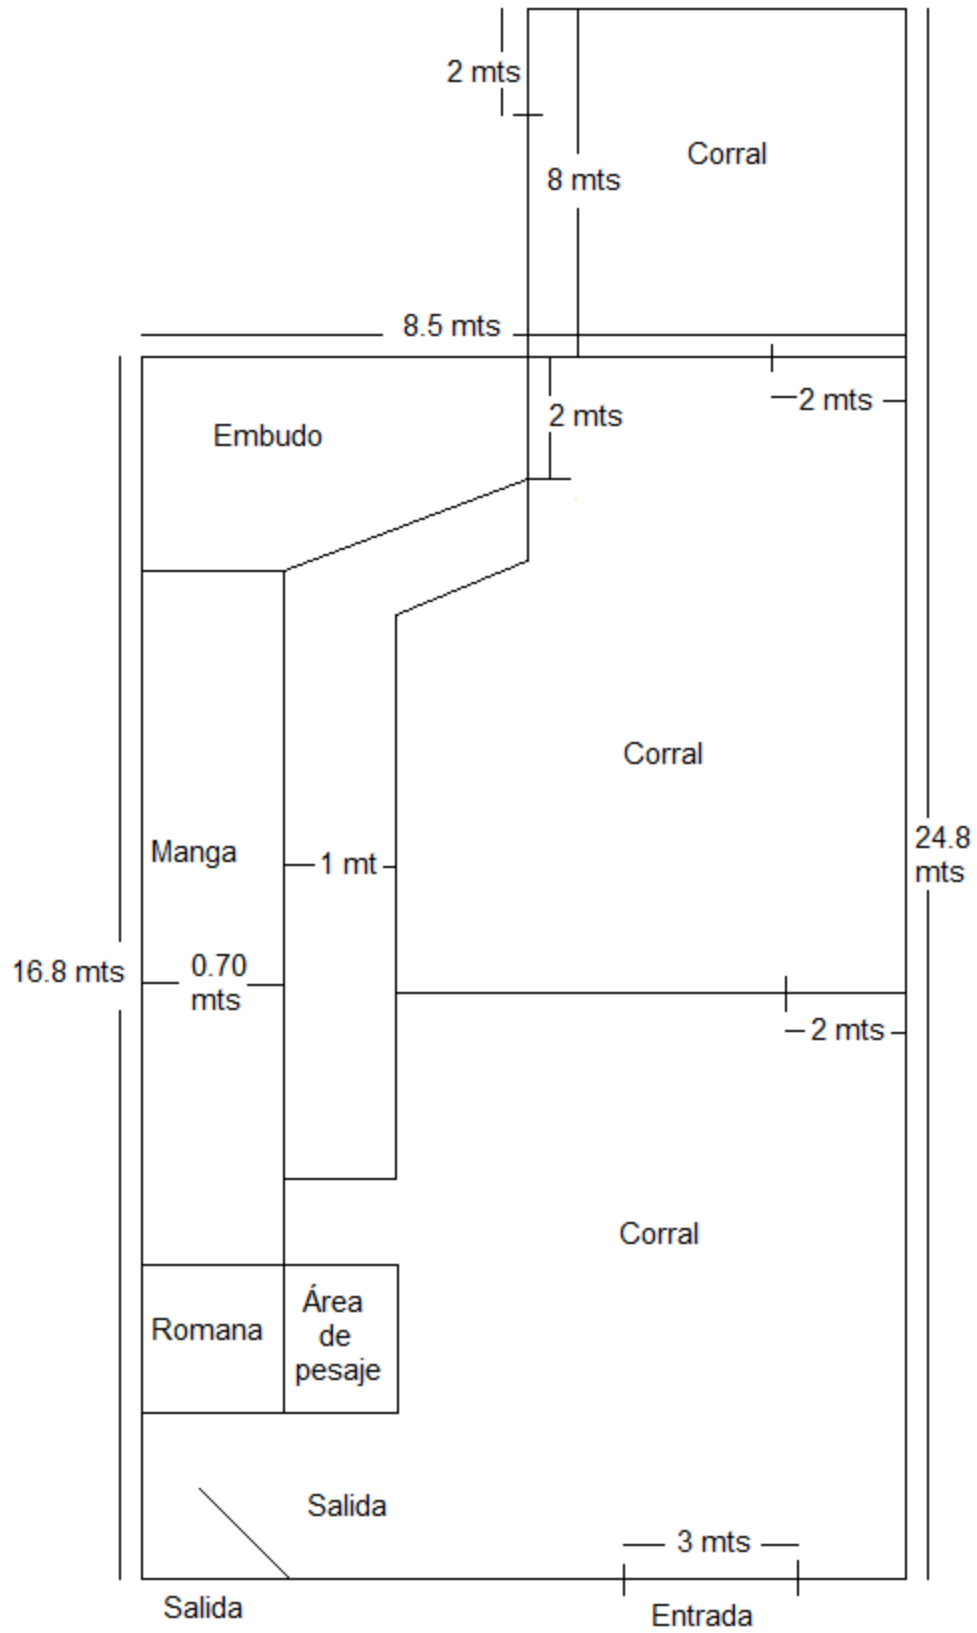 2 mts
Corral
8 mts
8.5 mts
2 mts
2 mts
Embudo
Corral
24.8
mts
Manga
1 mt
16.8 mts
0.70
mts
2 mts
Corral
Área
de
pesaje
Romana
Salida
3 mts
Salida
Entrada